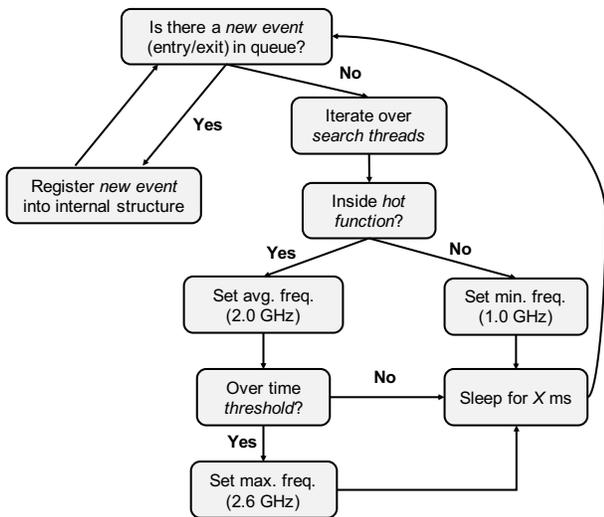 Is there a new event
(entry/exit) in queue?
No
Yes
Iterate over
search threads
Register new event
into internal structure
Inside hot
function?
Yes
No
Set avg. freq.
(2.0 GHz)
Set min. freq.
(1.0 GHz)
Over time
threshold?
No
Sleep for X ms
Yes
Set max. freq.
(2.6 GHz)